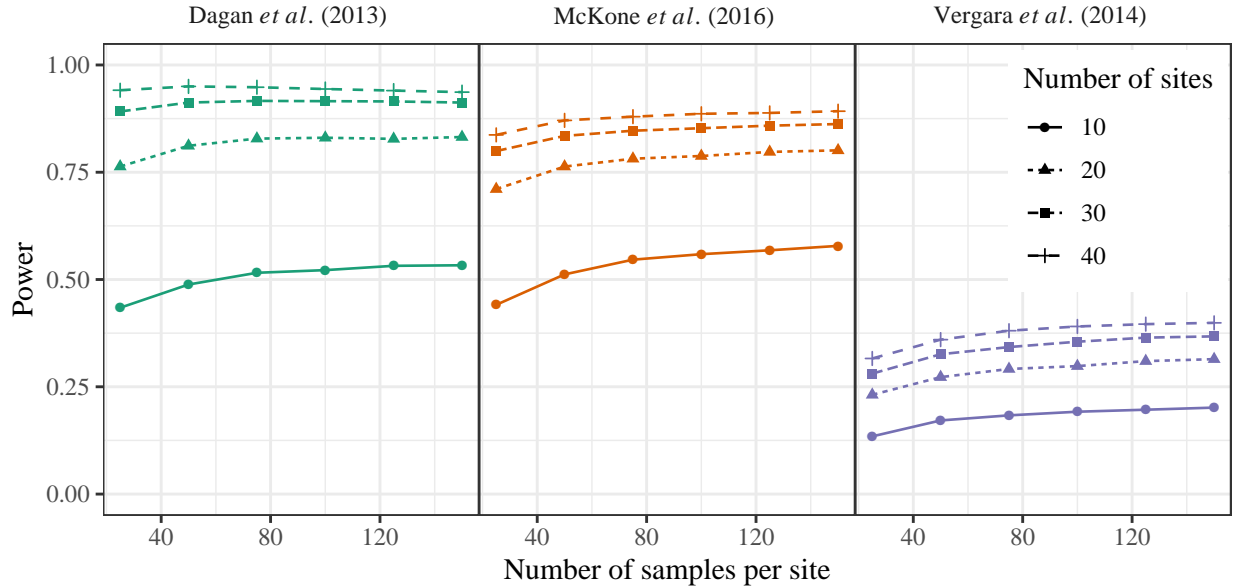 Dagan et al. (2013)
McKone et al. (2016)
Vergara et al. (2014)
Power
1.00
0.75
0.50
0.25
0.00
Number of sites
10
20
30
40
40 80 120
40 80 120
40 80 120
Number of samples per site